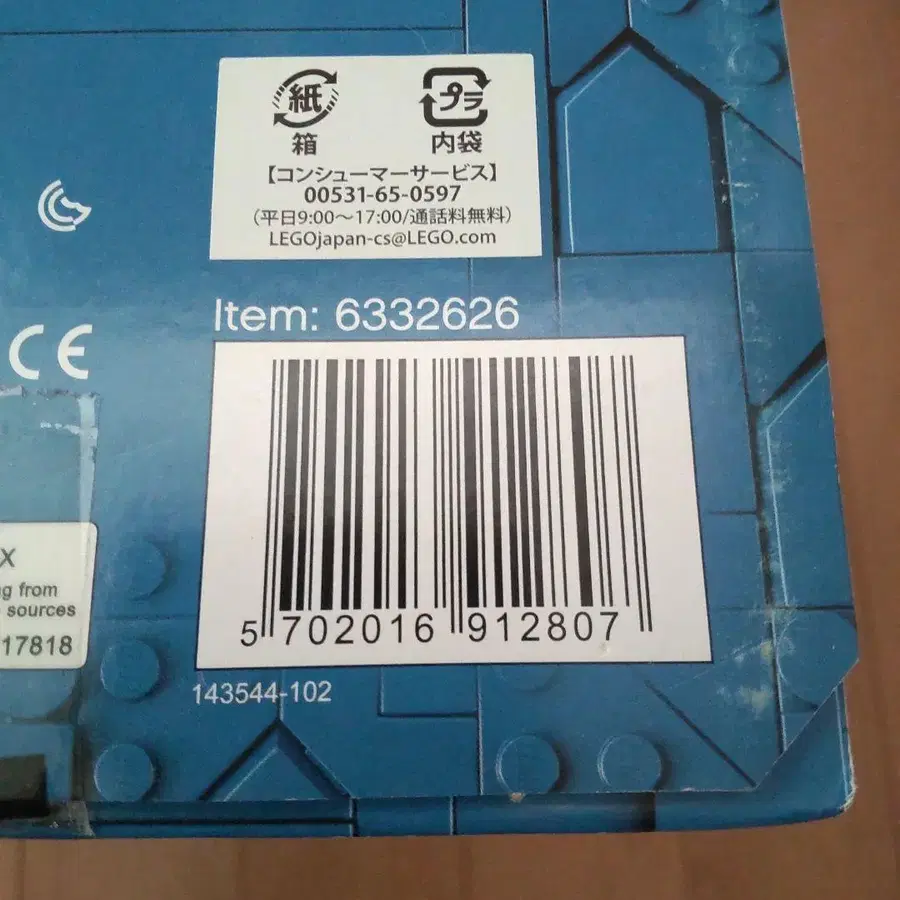 紙
プラ
箱
内袋
【コンシューマーサービス】
00531-65-0597
（平日9:00～17:00/通話料無料）
LEGOjapan-cs@LEGO.com
Item: 6332626
CE
X
from
sources
17818
5 702016 912807
143544-102